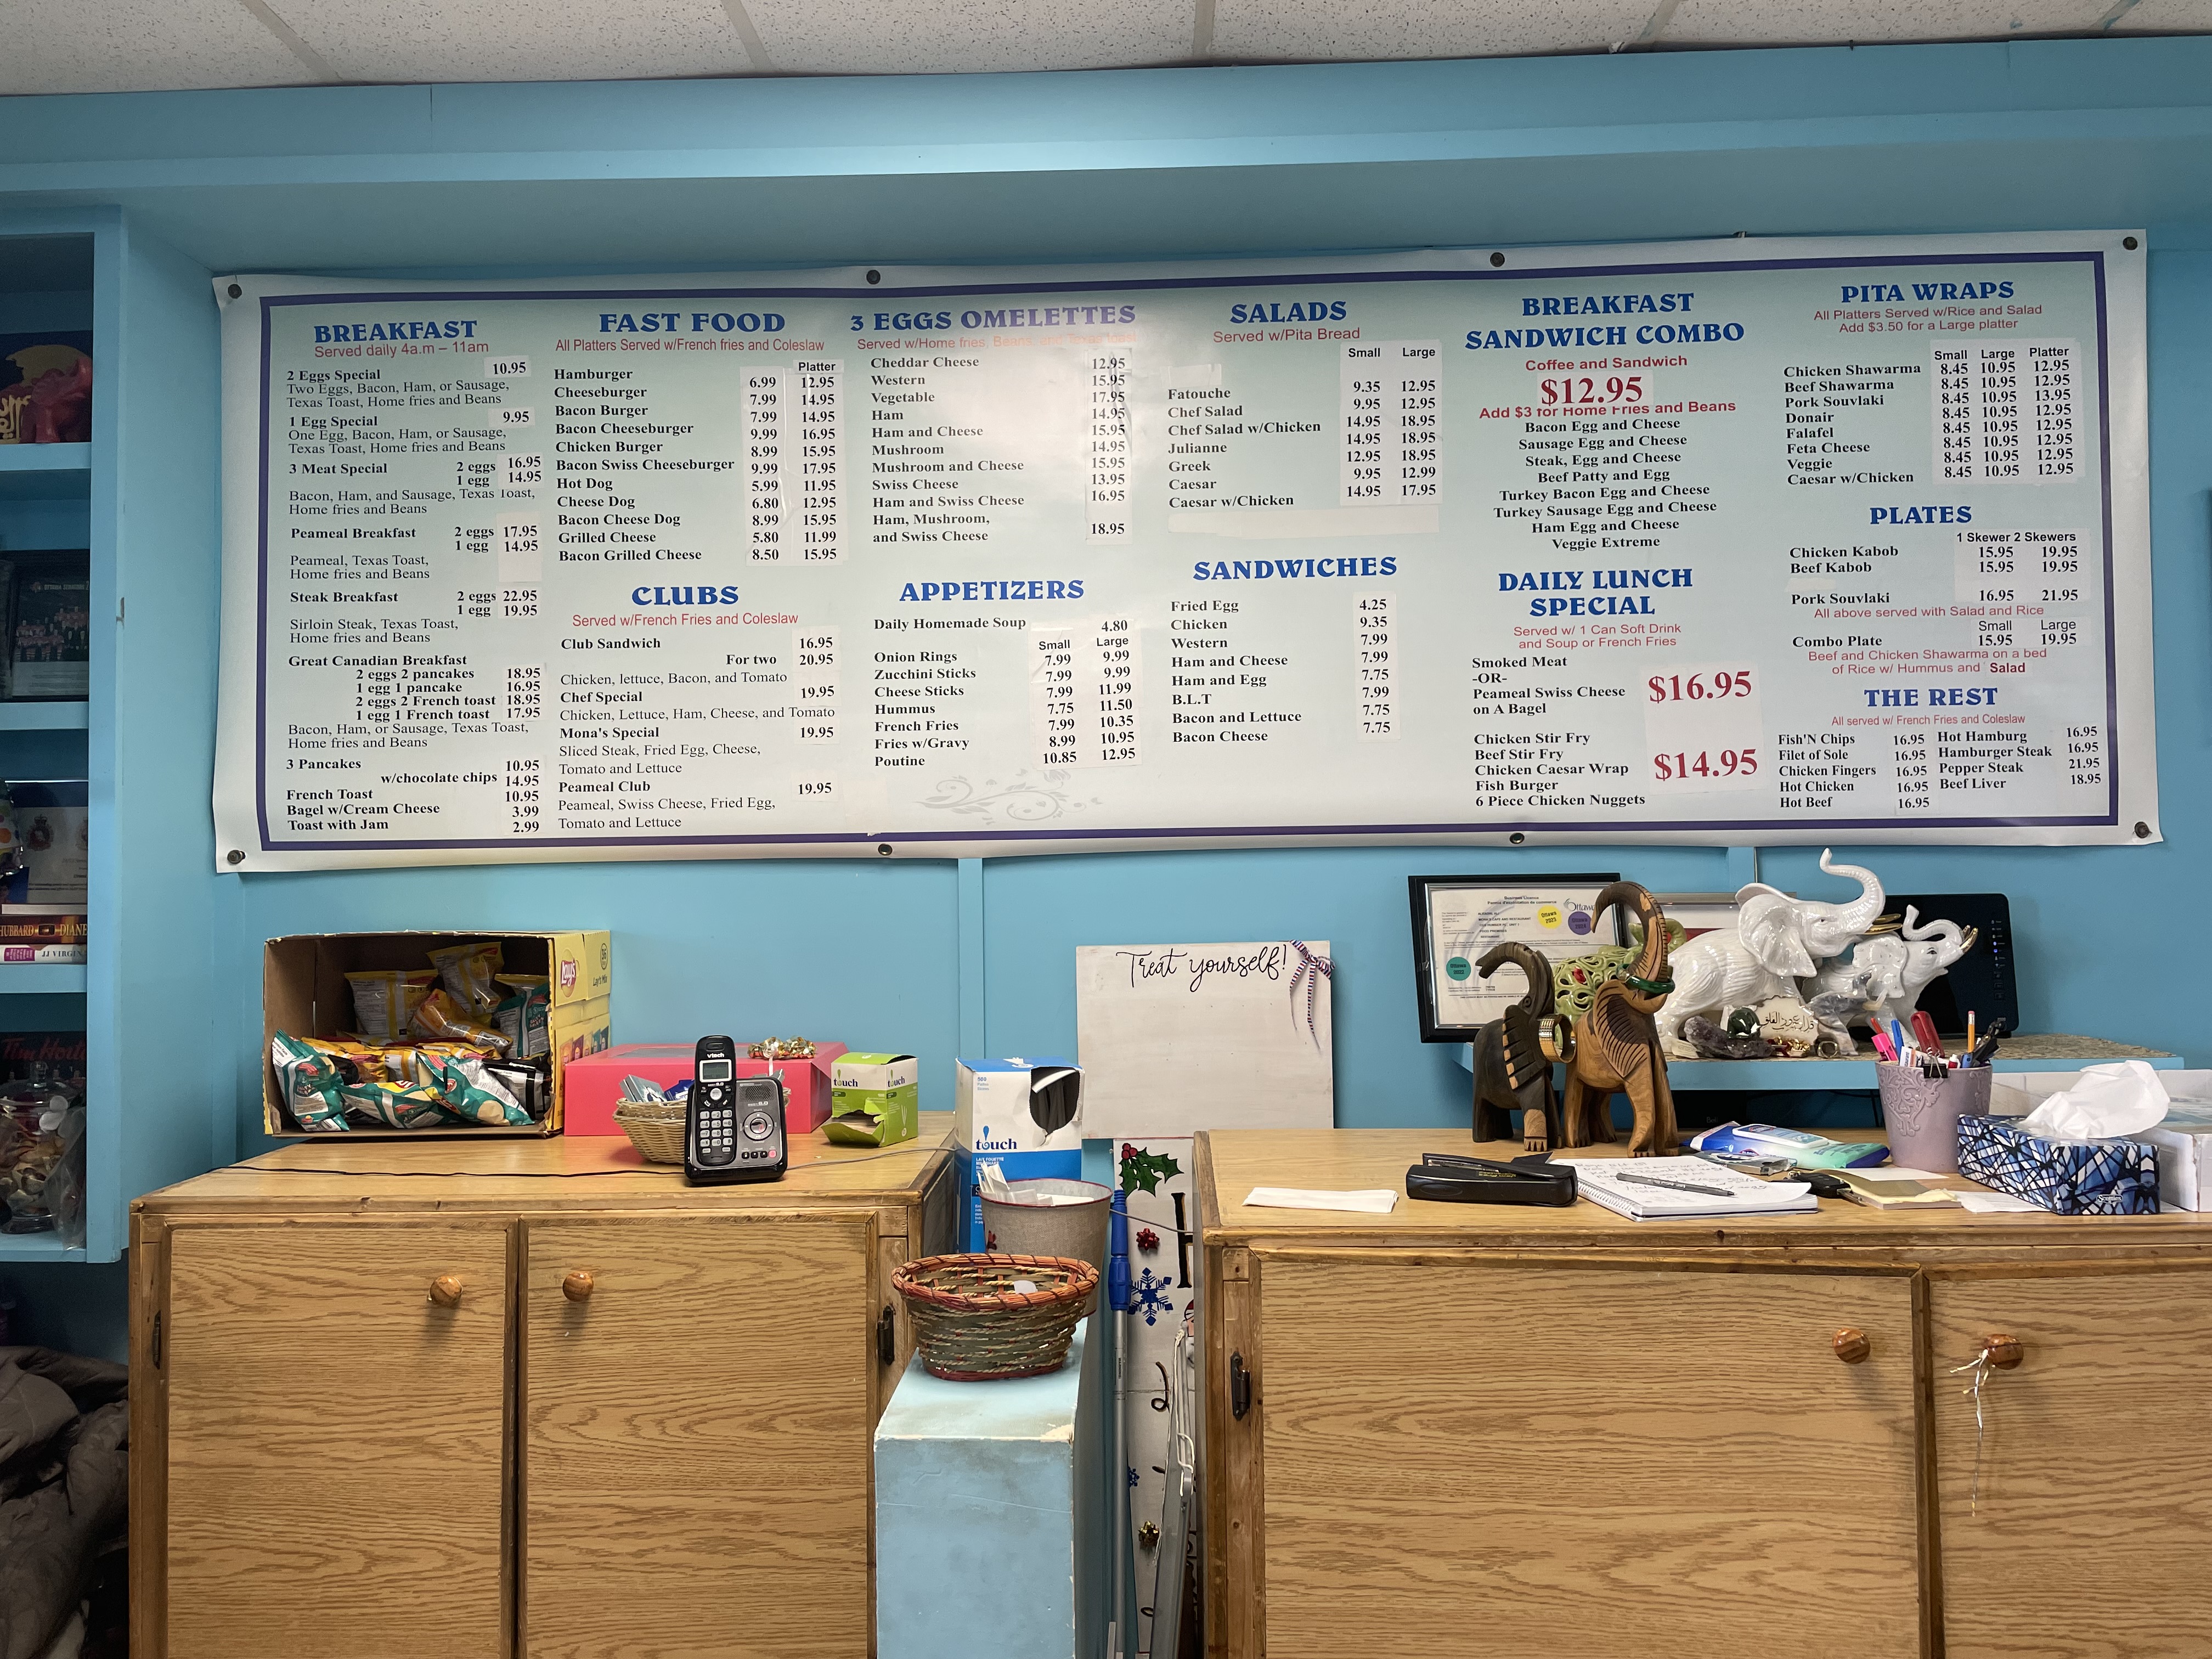 BREAKFAST
Served daily 4a.m – 11am
2 Eggs Special 10.95
Two Eggs, Bacon, Ham, or Sausage,
Texas Toast, Home fries and Beans
1 Egg Special 9.95
One Egg, Bacon, Ham, or Sausage,
Texas Toast, Home fries and Beans
3 Meat Special 2 eggs 16.95
1 egg 14.95
Bacon, Ham, and Sausage, Texas Toast,
Home fries and Beans
Peameal Breakfast 2 eggs 17.95
1 egg 14.95
Peameal, Texas Toast,
Home fries and Beans
Steak Breakfast 2 eggs 22.95
1 egg 19.95
Sirloin Steak, Texas Toast,
Home fries and Beans
Great Canadian Breakfast
2 eggs 2 pancakes 18.95
1 egg 1 pancake 16.95
2 eggs 2 French toast 18.95
1 egg 1 French toast 17.95
Bacon, Ham, or Sausage, Texas Toast,
Home fries and Beans
3 Pancakes 10.95
w/chocolate chips 14.95
French Toast 10.95
Bagel w/Cream Cheese 3.99
Toast with Jam 2.99
FAST FOOD
All Platters Served w/French fries and Coleslaw
Platter
Hamburger 6.99 12.95
Cheeseburger 7.99 14.95
Bacon Burger 7.99 14.95
Bacon Cheeseburger 9.99 16.95
Chicken Burger 8.99 15.95
Bacon Swiss Cheeseburger 9.99 17.95
Hot Dog 5.99 11.95
Cheese Dog 6.80 12.95
Bacon Cheese Dog 8.99 15.95
Grilled Cheese 5.80 11.99
Bacon Grilled Cheese 8.50 15.95
CLUBS
Served w/French Fries and Coleslaw
Club Sandwich 16.95
For two 20.95
Chicken, lettuce, Bacon, and Tomato
Chef Special 19.95
Chicken, Lettuce, Ham, Cheese, and Tomato
Mona's Special 19.95
Sliced Steak, Fried Egg, Cheese,
Tomato and Lettuce
Peameal Club 19.95
Peameal, Swiss Cheese, Fried Egg,
Tomato and Lettuce
3 EGGS OMELETTES
Served w/Home fries, Beans, and Texas toast
Cheddar Cheese 12.95
Western 15.95
Vegetable 17.95
Ham 14.95
Ham and Cheese 15.95
Mushroom 14.95
Mushroom and Cheese 15.95
Swiss Cheese 13.95
Ham and Swiss Cheese 16.95
Ham, Mushroom,
and Swiss Cheese 18.95
APPETIZERS
Daily Homemade Soup 4.80
Small Large
Onion Rings 7.99 9.99
Zucchini Sticks 7.99 9.99
Cheese Sticks 7.99 11.99
Hummus 7.75 11.50
French Fries 7.99 10.35
Fries w/Gravy 8.99 10.95
Poutine 10.85 12.95
SALADS
Served w/Pita Bread
Small Large
Fatouche 9.35 12.95
Chef Salad 9.95 12.95
Chef Salad w/Chicken 14.95 18.95
Julianne 14.95 18.95
Greek 12.95 18.95
Caesar 9.95 12.99
Caesar w/Chicken 14.95 17.95
SANDWICHES
Fried Egg 4.25
Chicken 9.35
Western 7.99
Ham and Cheese 7.99
Ham and Egg 7.75
B.L.T 7.99
Bacon and Lettuce 7.75
Bacon Cheese 7.75
BREAKFAST
SANDWICH COMBO
Coffee and Sandwich
$12.95
Add $3 for Home Fries and Beans
Bacon Egg and Cheese
Sausage Egg and Cheese
Steak, Egg and Cheese
Beef Patty and Egg
Turkey Bacon Egg and Cheese
Turkey Sausage Egg and Cheese
Ham Egg and Cheese
Veggie Extreme
DAILY LUNCH
SPECIAL
Served w/ 1 Can Soft Drink
and Soup or French Fries
Smoked Meat
-OR-
Peameal Swiss Cheese $16.95
on A Bagel
Chicken Stir Fry
Beef Stir Fry
Chicken Caesar Wrap $14.95
Fish Burger
6 Piece Chicken Nuggets
PITA WRAPS
All Platters Served w/Rice and Salad
Add $3.50 for a Large platter
Small Large Platter
Chicken Shawarma 8.45 10.95 12.95
Beef Shawarma 8.45 10.95 12.95
Pork Souvlaki 8.45 10.95 13.95
Donair 8.45 10.95 12.95
Falafel 8.45 10.95 12.95
Feta Cheese 8.45 10.95 12.95
Veggie 8.45 10.95 12.95
Caesar w/Chicken 8.45 10.95 12.95
PLATES
1 Skewer 2 Skewers
Chicken Kabob 15.95 19.95
Beef Kabob 15.95 19.95
Pork Souvlaki 16.95 21.95
All above served with Salad and Rice
Small Large
Combo Plate 15.95 19.95
Beef and Chicken Shawarma on a bed
of Rice w/ Hummus and Salad
THE REST
All served w/ French Fries and Coleslaw
Fish'N Chips 16.95 Hot Hamburg 16.95
Filet of Sole 16.95 Hamburger Steak 16.95
Chicken Fingers 16.95 Pepper Steak 21.95
Hot Chicken 16.95 Beef Liver 18.95
Hot Beef 16.95
Treat yourself!
Lay's
vtech
touch
touch
touch
Ottawa
HUBBARD
DIANE
JJ VIRGIN